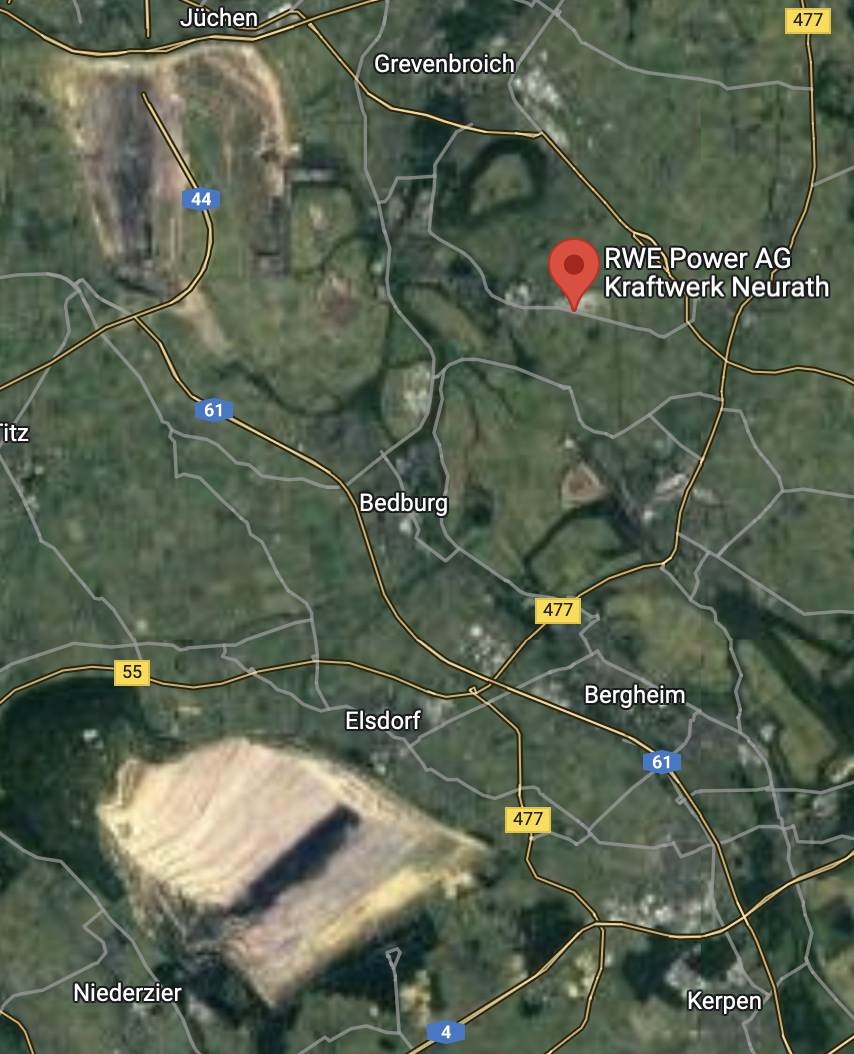 Jüchen
477
Grevenbroich
44
RWE Power AG
Kraftwerk Neurath
61
Titz
Bedburg
477
55
Bergheim
Elsdorf
61
477
Niederzier
Kerpen
4